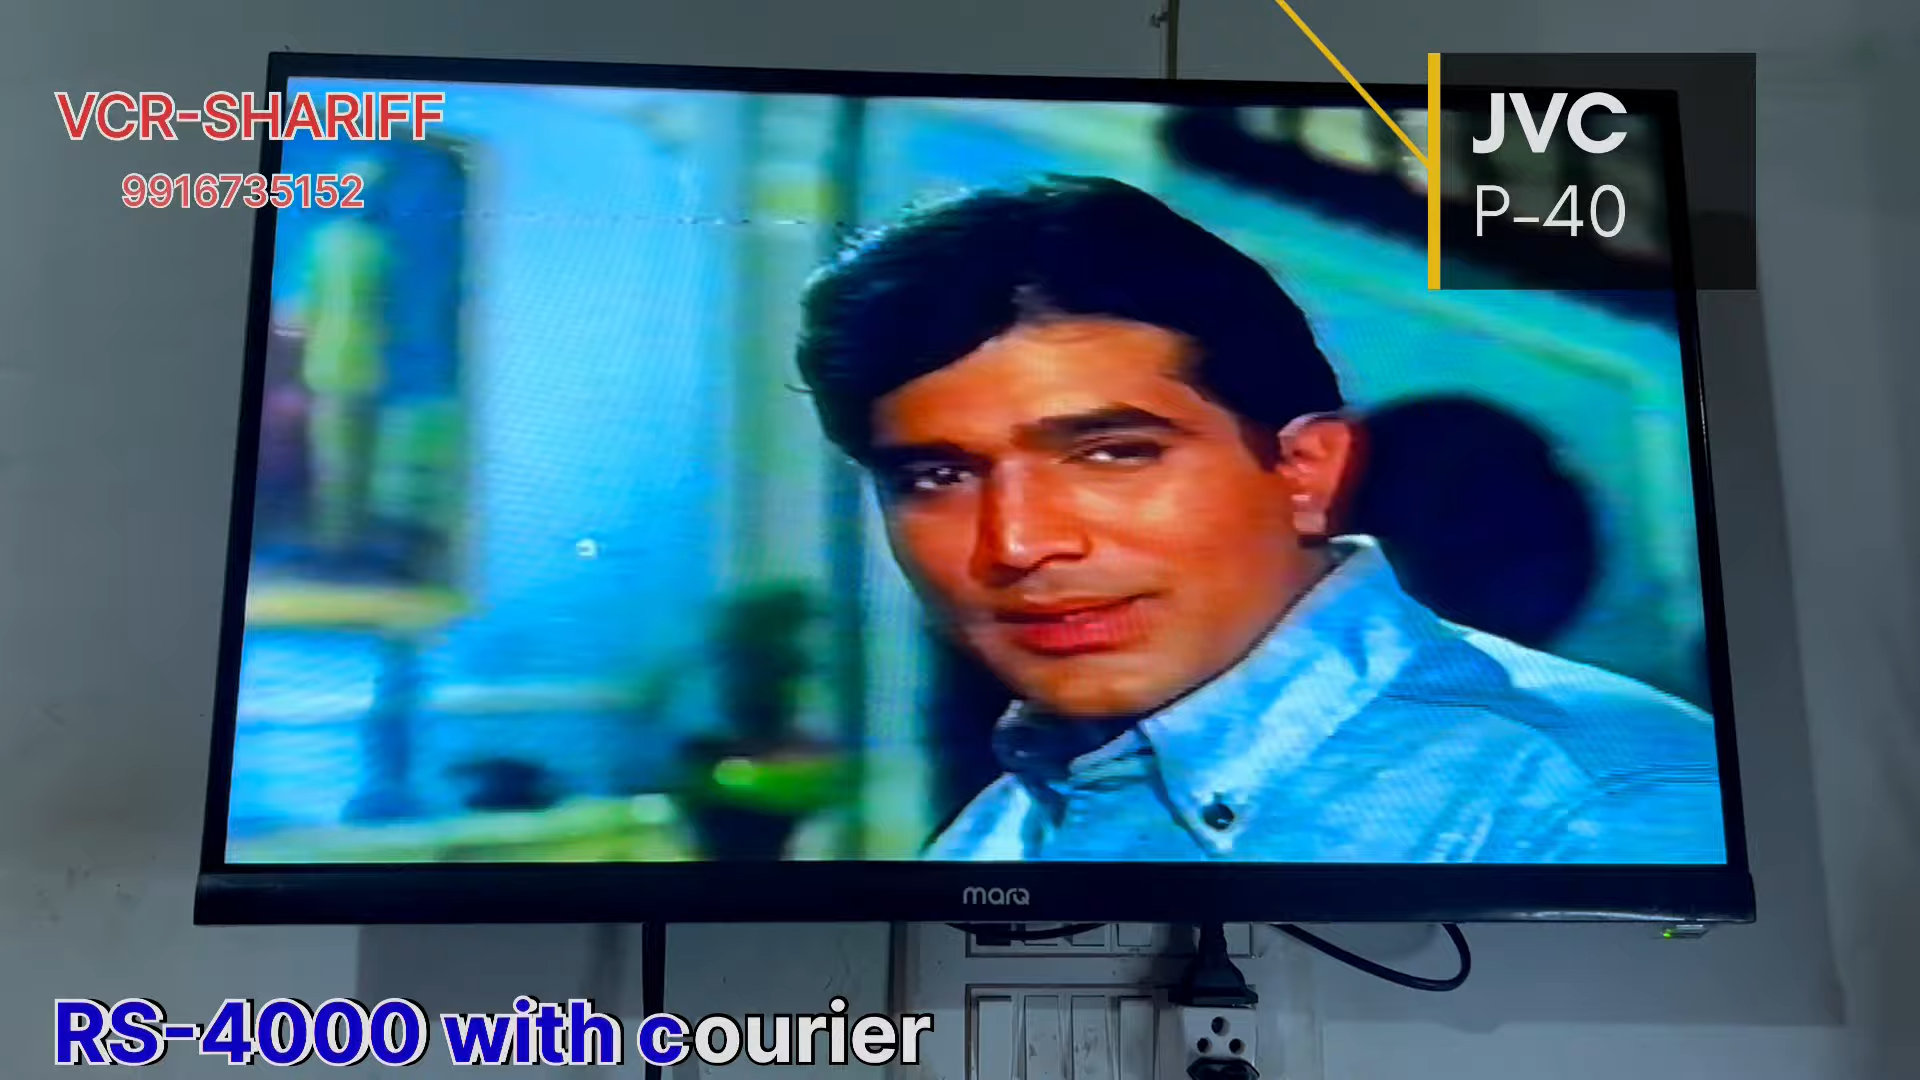 VCR-SHARIFF
9916735152
JVC
P-40
marq
RS-4000 with courier